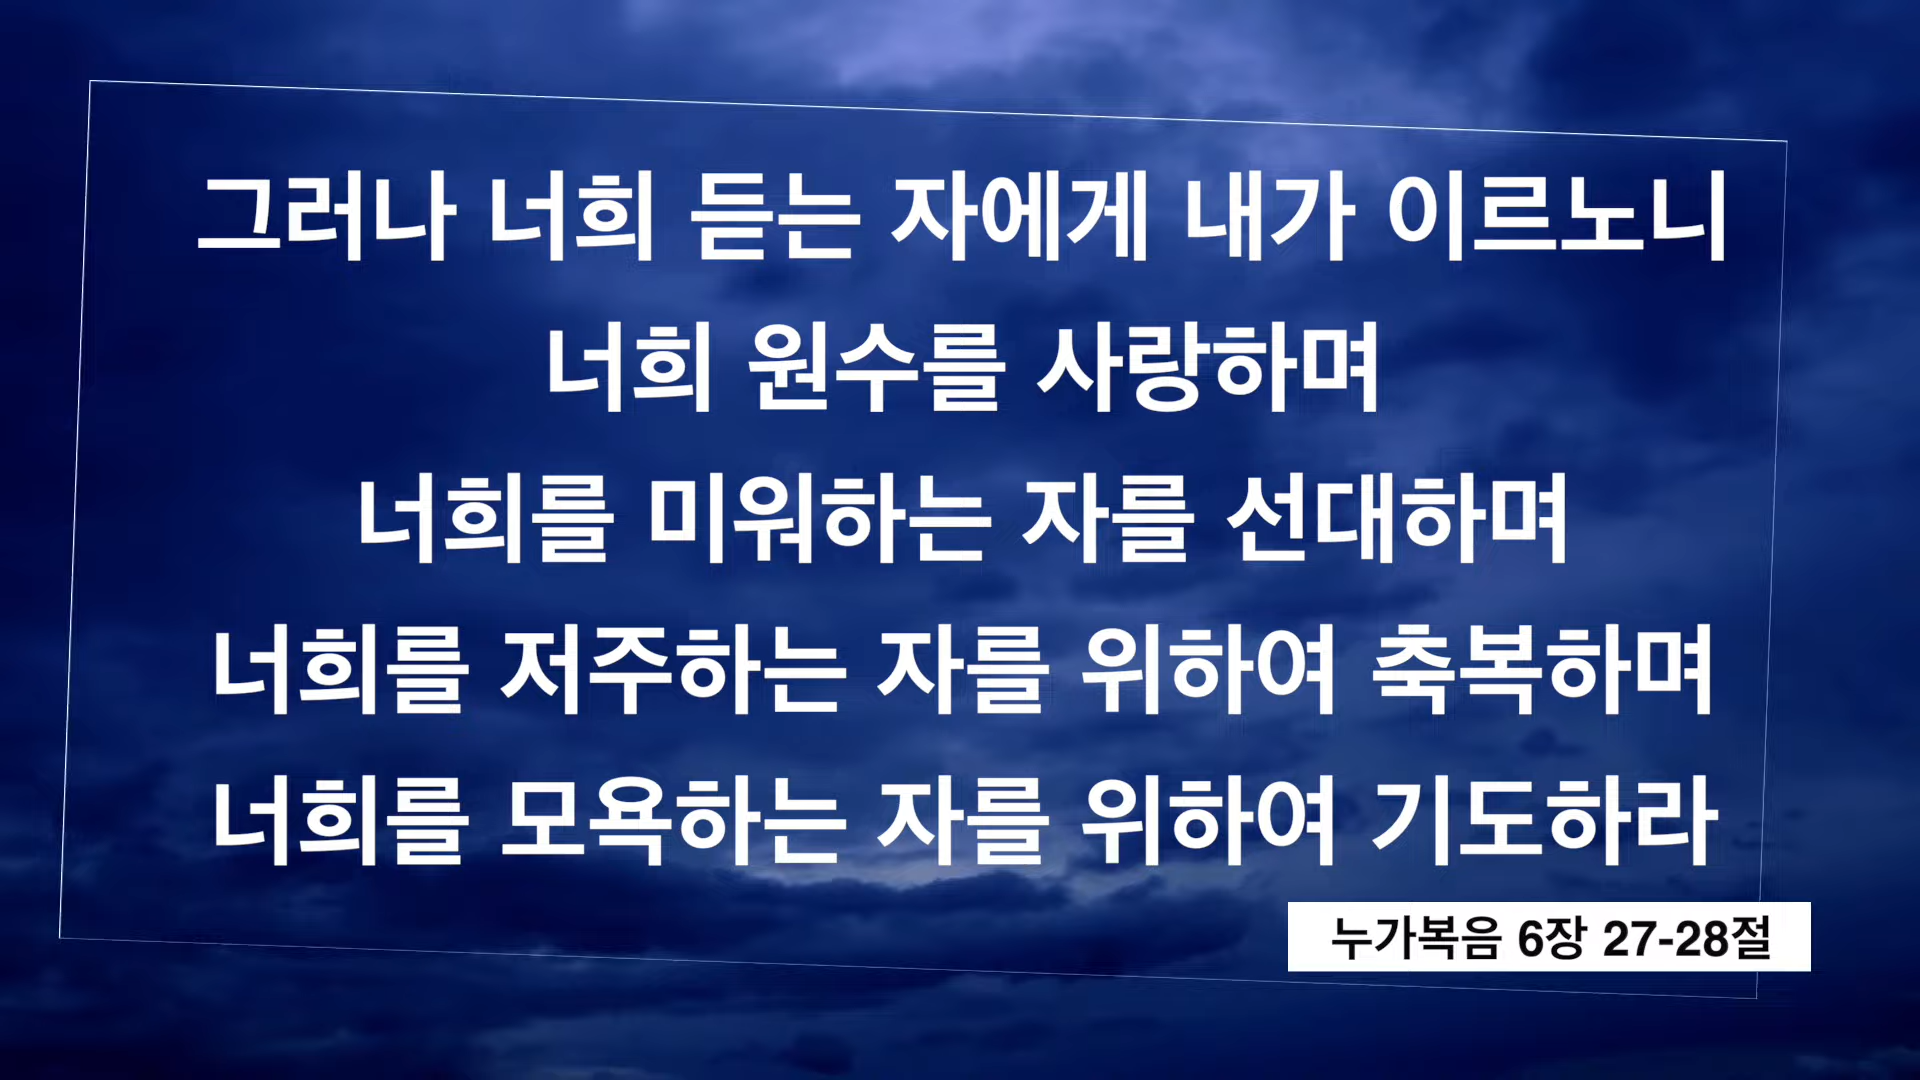 그러나 너희 듣는 자에게 내가 이르노니
너희 원수를 사랑하며
너희를 미워하는 자를 선대하며
너희를 저주하는 자를 위하여 축복하며
너희를 모욕하는 자를 위하여 기도하라
누가복음 6장 27-28절